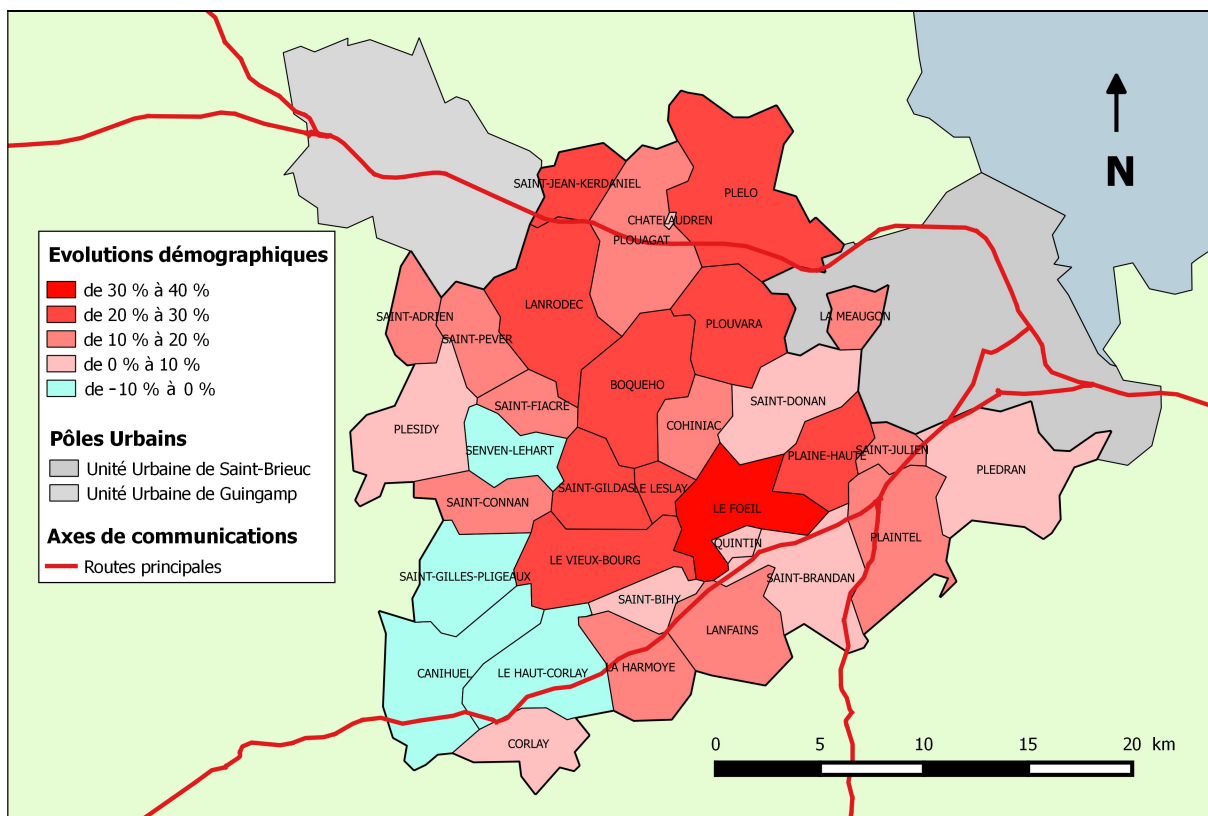 N
SAINT-JEAN-KERDANIEL
PLELO
CHATELAUDREN
PLOUAGAT
Evolutions démographiques
de 30 % à 40 %
de 20 % à 30 %
de 10 % à 20 %
de 0 % à 10 %
de -10 % à 0 %
Pôles Urbains
Unité Urbaine de Saint-Brieuc
Unité Urbaine de Guingamp
Axes de communications
Routes principales
LANRODEC
SAINT-ADRIEN
LA MEAUGON
PLOUVARA
SAINT-PEVER
BOQUEHO
SAINT-DONAN
SAINT-FIACRE
COHINIAC
PLESIDY
SENVEN-LEHART
PLAINE-HAUTE
SAINT-JULIEN
PLEDRAN
SAINT-GILDAS
LE LESLAY
SAINT-CONNAN
LE FOEIL
PLAINTEL
QUINTIN
LE VIEUX-BOURG
SAINT-GILLES-PLIGEAUX
SAINT-BRANDAN
SAINT-BIHY
LANFAINS
CANIHUEL
LE HAUT-CORLAY
LA HARMOYE
CORLAY
0 5 10 15 20 km